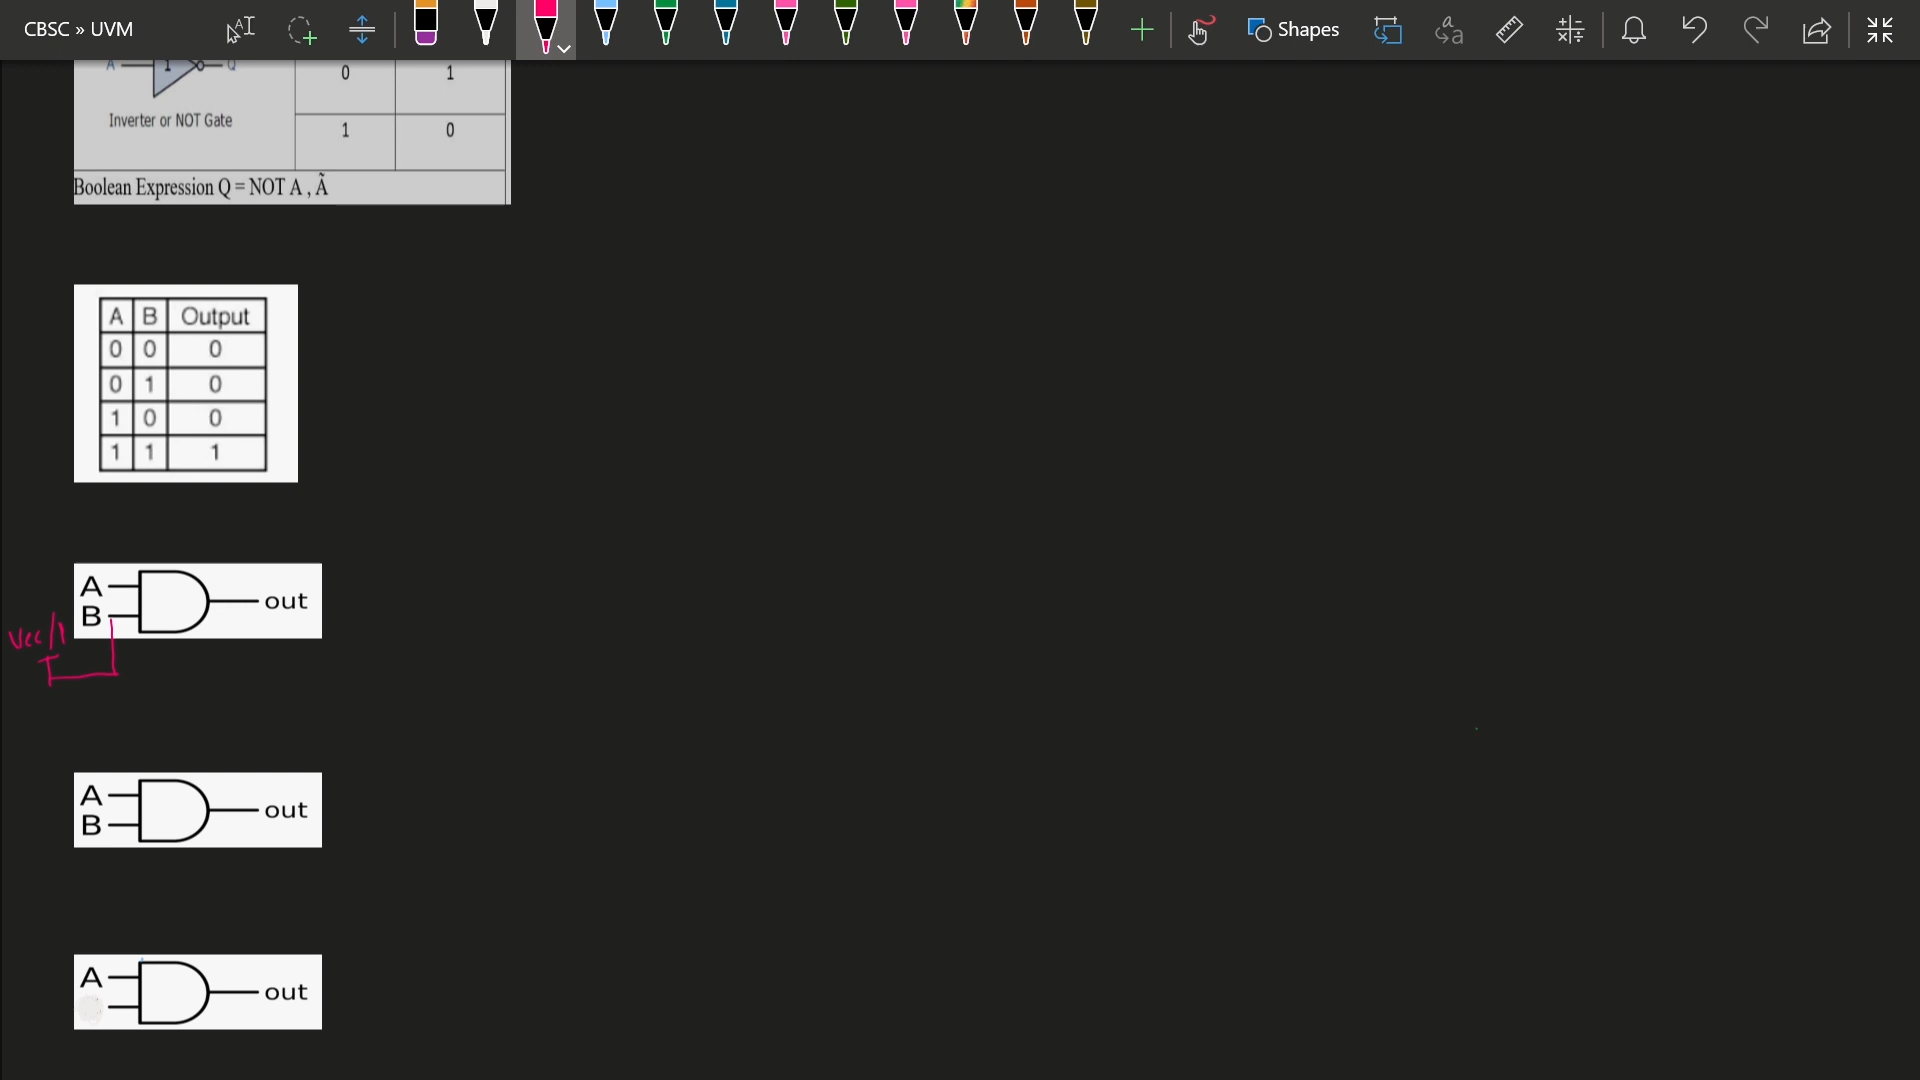 CBSC » UVM
Shapes
A 1 Q
0 1
Inverter or NOT Gate
1 0
Boolean Expression Q = NOT A , Ã
A B Output
0 0 0
0 1 0
1 0 0
1 1 1
A
B
out
Vcc/1
A
B
out
A
out